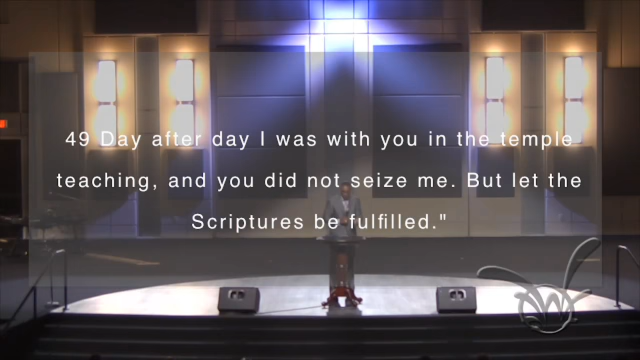 49 Day after day I was with you in the temple
teaching, and you did not seize me. But let the
Scriptures be fulfilled."